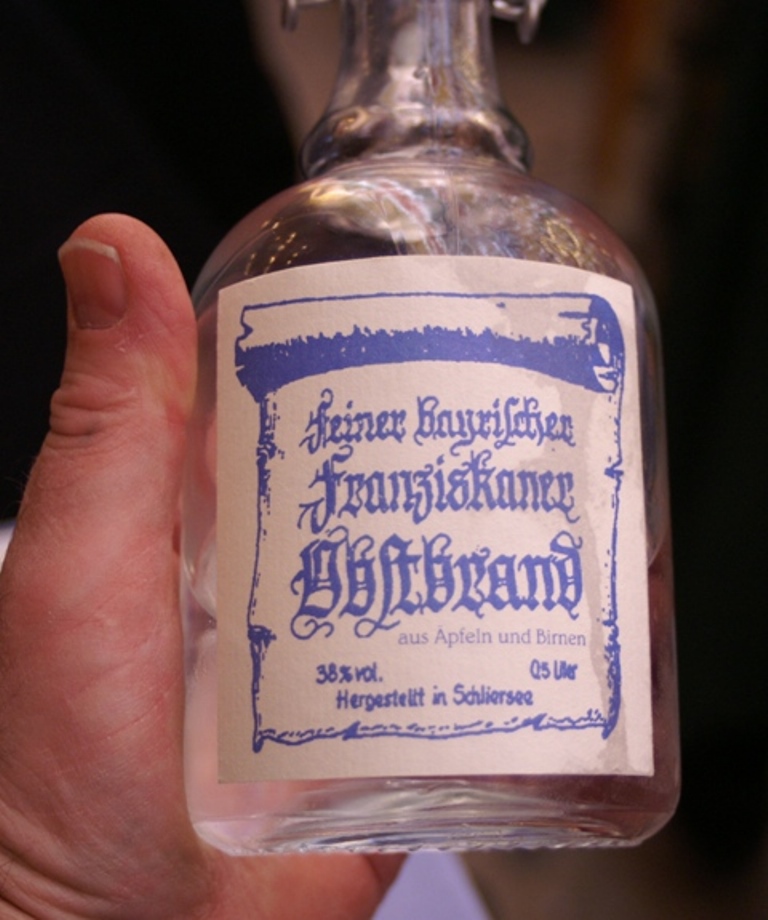 feiner bayrischer
Franziskaner
Obstbrand
aus Äpfeln und Birnen
38% vol. 0,5 Liter
Hergestellt in Schliersee